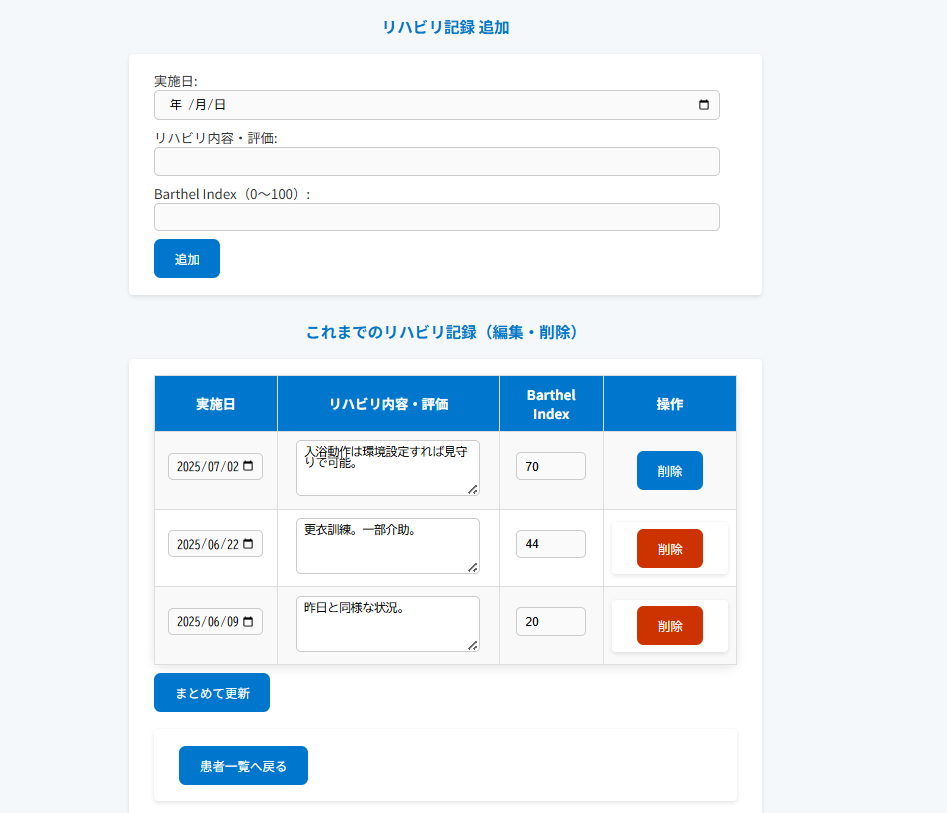 リハビリ記録 追加
実施日:
年 /月/日
リハビリ内容・評価:
Barthel Index（0～100）:
追加
これまでのリハビリ記録（編集・削除）
実施日 リハビリ内容・評価 Barthel Index 操作
2025/07/02 入浴動作は環境設定すれば見守 70 削除
りで可能。
2025/06/22 更衣訓練。一部介助。 44 削除
2025/06/09 昨日と同様な状況。 20 削除
まとめて更新
患者一覧へ戻る